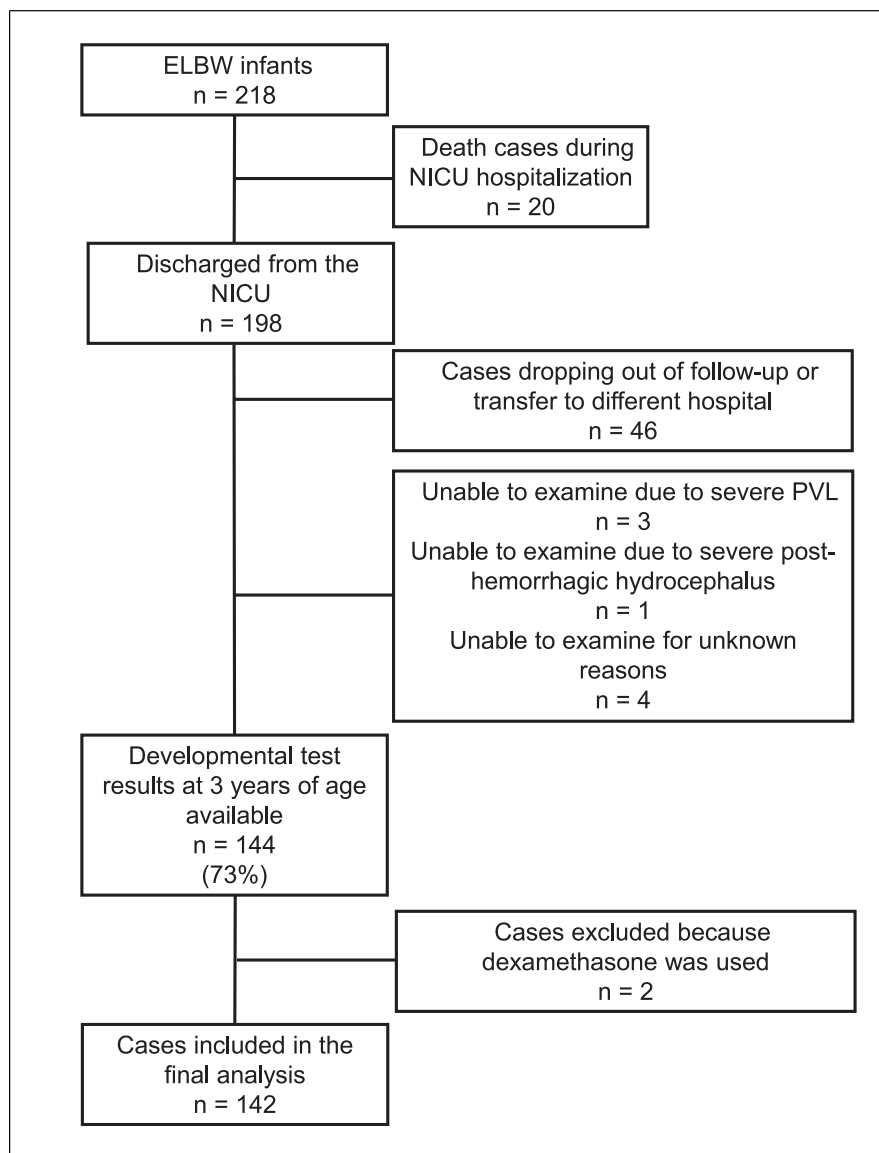 ELBW infants
n = 218
Death cases during
NICU hospitalization
n = 20
Discharged from the
NICU
n = 198
Cases dropping out of follow-up or
transfer to different hospital
n = 46
Unable to examine due to severe PVL
n = 3
Unable to examine due to severe post-
hemorrhagic hydrocephalus
n = 1
Unable to examine for unknown
reasons
n = 4
Developmental test
results at 3 years of age
available
n = 144
(73%)
Cases excluded because
dexamethasone was used
n = 2
Cases included in the
final analysis
n = 142